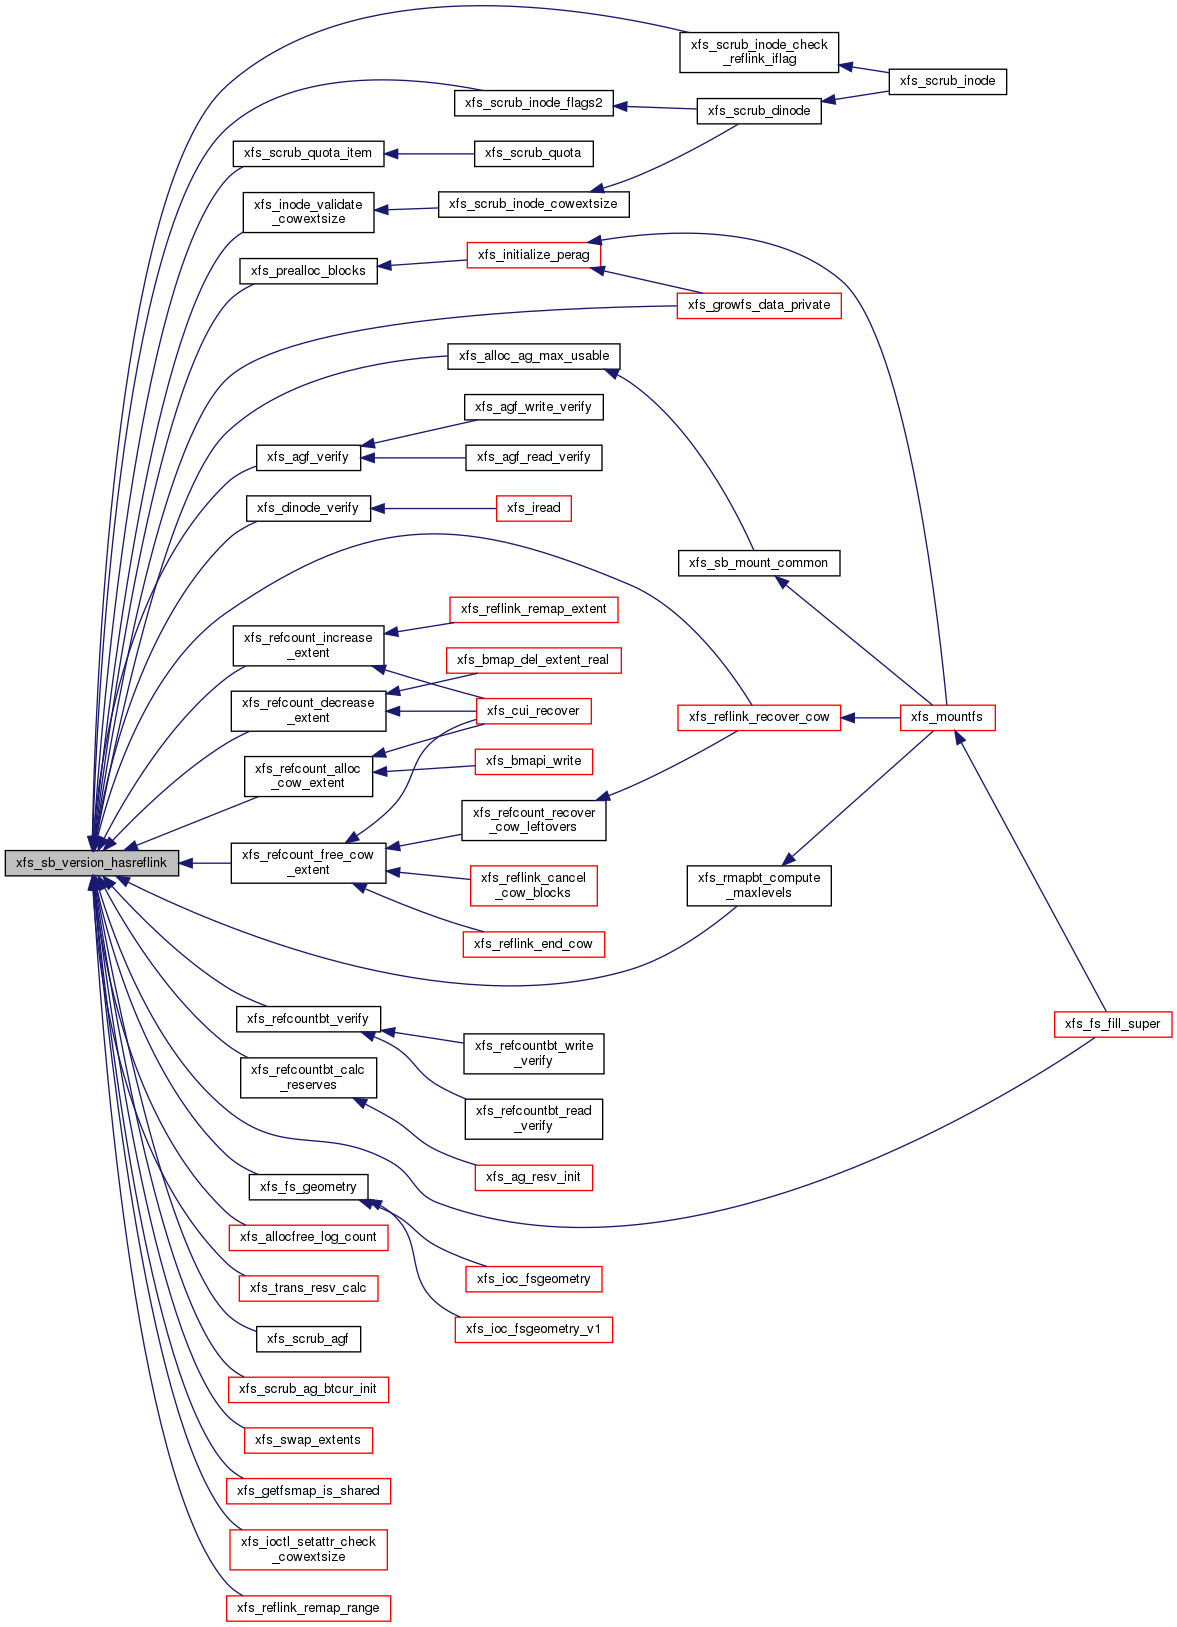 xfs_scrub_inode_check
_reflink_iflag
xfs_scrub_inode
xfs_scrub_inode_flags2
xfs_scrub_dinode
xfs_scrub_quota_item
xfs_scrub_quota
xfs_inode_validate
_cowextsize
xfs_scrub_inode_cowextsize
xfs_prealloc_blocks
xfs_initialize_perag
xfs_growfs_data_private
xfs_alloc_ag_max_usable
xfs_agf_write_verify
xfs_agf_verify
xfs_agf_read_verify
xfs_dinode_verify
xfs_iread
xfs_sb_mount_common
xfs_reflink_remap_extent
xfs_refcount_increase
_extent
xfs_bmap_del_extent_real
xfs_refcount_decrease
_extent
xfs_cui_recover
xfs_reflink_recover_cow
xfs_mountfs
xfs_refcount_alloc
_cow_extent
xfs_bmapi_write
xfs_refcount_recover
_cow_leftovers
xfs_sb_version_hasreflink
xfs_refcount_free_cow
_extent
xfs_reflink_cancel
_cow_blocks
xfs_rmapbt_compute
_maxlevels
xfs_reflink_end_cow
xfs_refcountbt_verify
xfs_fs_fill_super
xfs_refcountbt_write
_verify
xfs_refcountbt_calc
_reserves
xfs_refcountbt_read
_verify
xfs_ag_resv_init
xfs_fs_geometry
xfs_allocfree_log_count
xfs_ioc_fsgeometry
xfs_trans_resv_calc
xfs_ioc_fsgeometry_v1
xfs_scrub_agf
xfs_scrub_ag_btcur_init
xfs_swap_extents
xfs_getfsmap_is_shared
xfs_ioctl_setattr_check
_cowextsize
xfs_reflink_remap_range